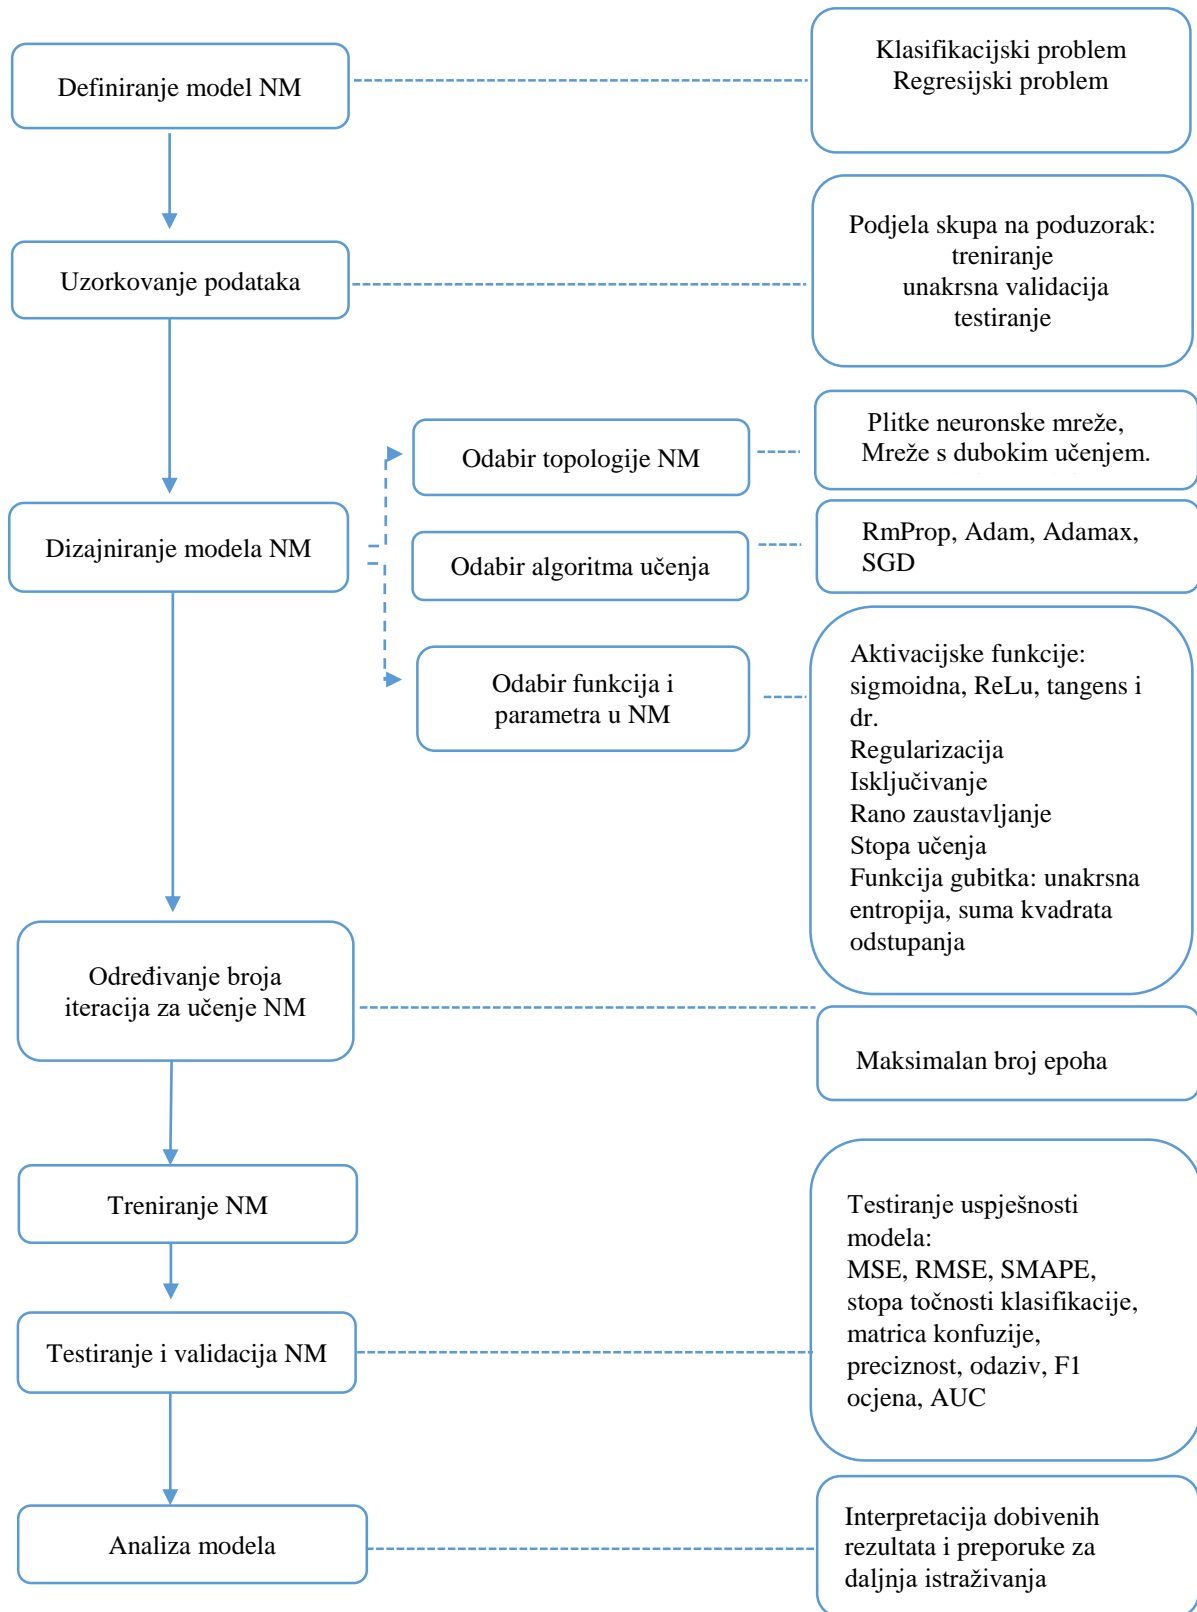 Definiranje model NM
Klasifikacijski problem
Regresijski problem
Uzorkovanje podataka
Podjela skupa na poduzorak:
treniranje
unakrsna validacija
testiranje
Dizajniranje modela NM
Odabir topologije NM
Plitke neuronske mreže,
Mreže s dubokim učenjem.
Odabir algoritma učenja
RmProp, Adam, Adamax,
SGD
Odabir funkcija i
parametra u NM
Aktivacijske funkcije:
sigmoidna, ReLu, tangens i
dr.
Regularizacija
Isključivanje
Rano zaustavljanje
Stopa učenja
Funkcija gubitka: unakrsna
entropija, suma kvadrata
odstupanja
Određivanje broja
iteracija za učenje NM
Maksimalan broj epoha
Treniranje NM
Testiranje i validacija NM
Testiranje uspješnosti
modela:
MSE, RMSE, SMAPE,
stopa točnosti klasifikacije,
matrica konfuzije,
preciznost, odaziv, F1
ocjena, AUC
Analiza modela
Interpretacija dobivenih
rezultata i preporuke za
daljnja istraživanja